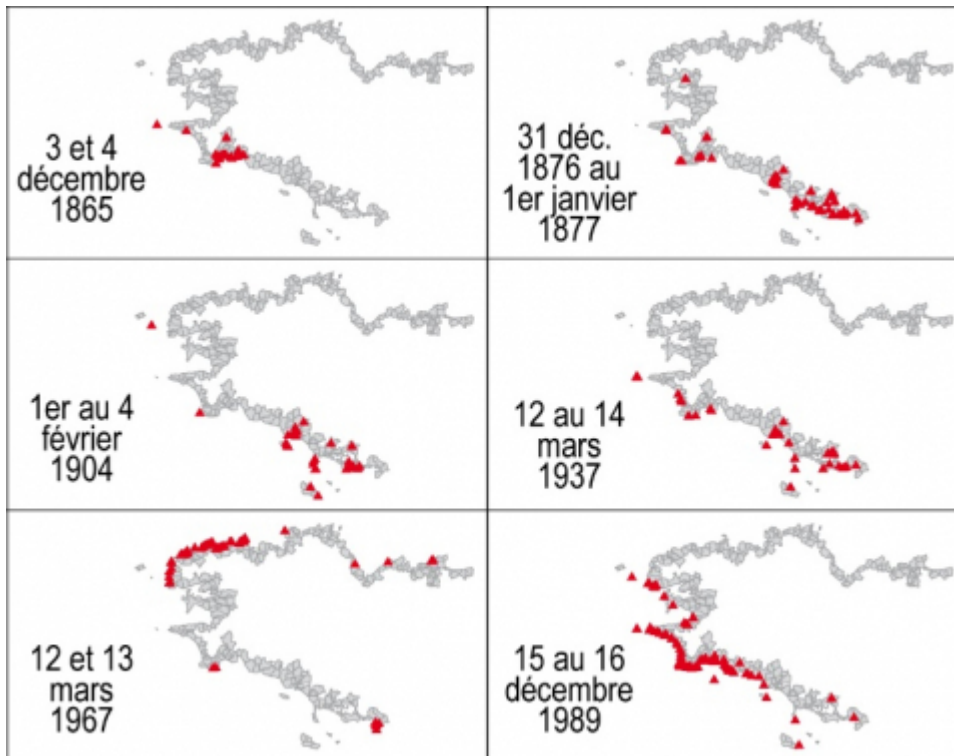 3 et 4
décembre
1865
31 déc.
1876 au
1er janvier
1877
1er au 4
février
1904
12 au 14
mars
1937
12 et 13
mars
1967
15 au 16
décembre
1989